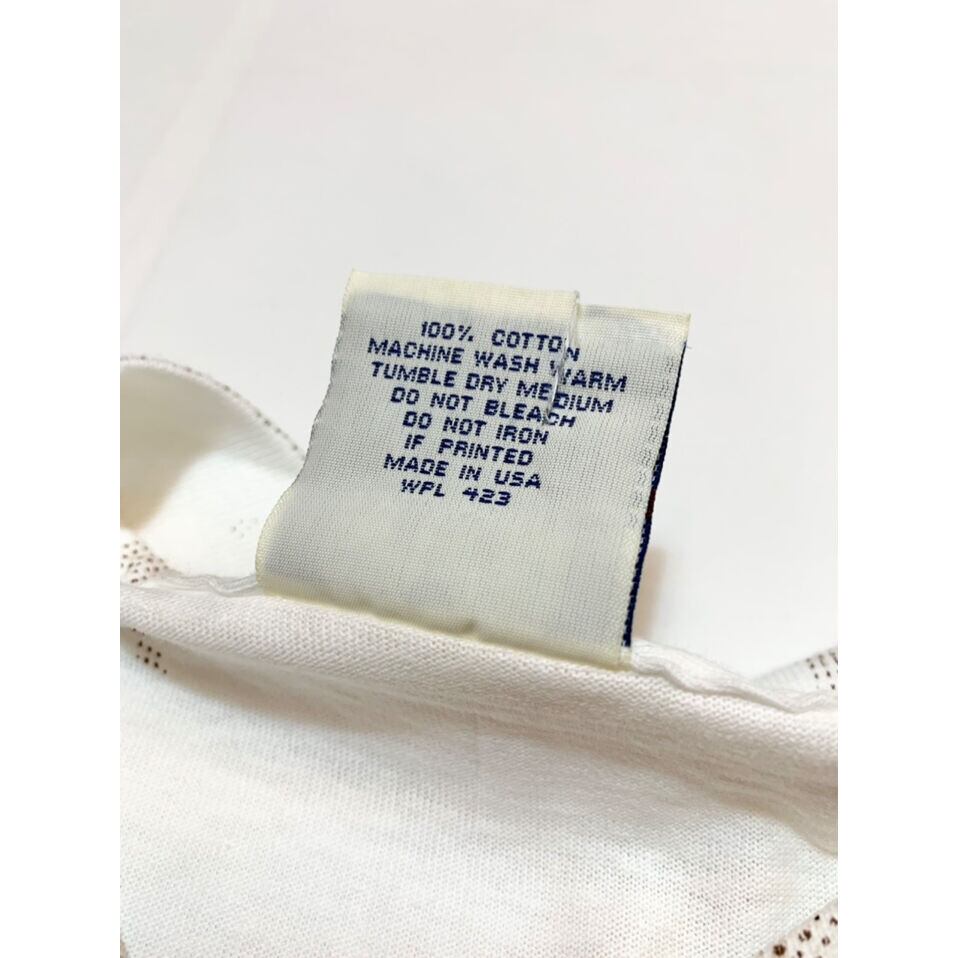 100% COTTON
MACHINE WASH WARM
TUMBLE DRY MEDIUM
DO NOT BLEACH
DO NOT IRON
IF PRINTED
MADE IN USA
WPL 423